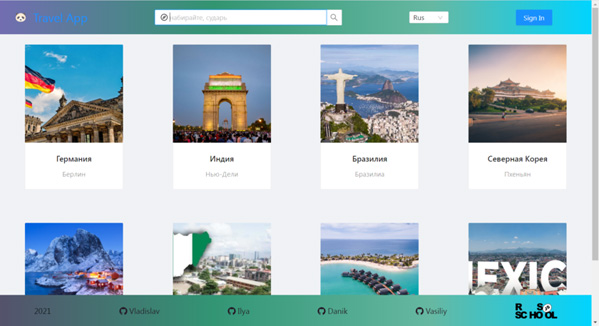 Travel App
набирайте, сударь
Rus
Sign In
Германия
Берлин
Индия
Нью-Дели
Бразилия
Бразилиа
Северная Корея
Пхеньян
MEXIC
2021
Vladislav
Ilya
Danik
Vasiliy
RS
SCHOOL